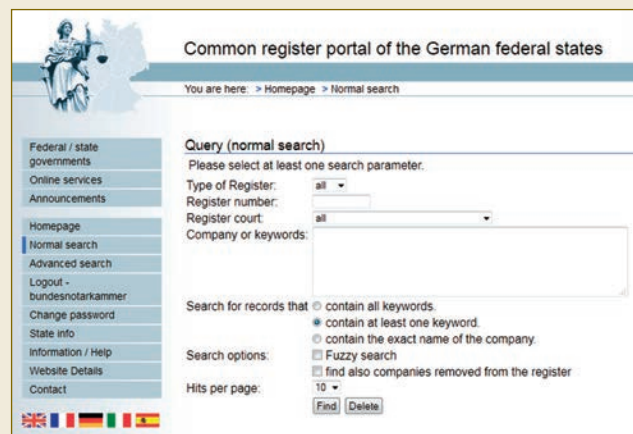 Common register portal of the German federal states
You are here: > Homepage > Normal search
Federal / state
governments
Online services
Announcements
Homepage
Normal search
Advanced search
Logout -
bundesnotarkammer
Change password
State info
Information / Help
Website Details
Contact
Query (normal search)
Please select at least one search parameter.
Type of Register: all
Register number:
Register court: all
Company or keywords:
Search for records that contain all keywords.
contain at least one keyword.
contain the exact name of the company.
Search options: Fuzzy search
find also companies removed from the register
Hits per page: 10
Find Delete